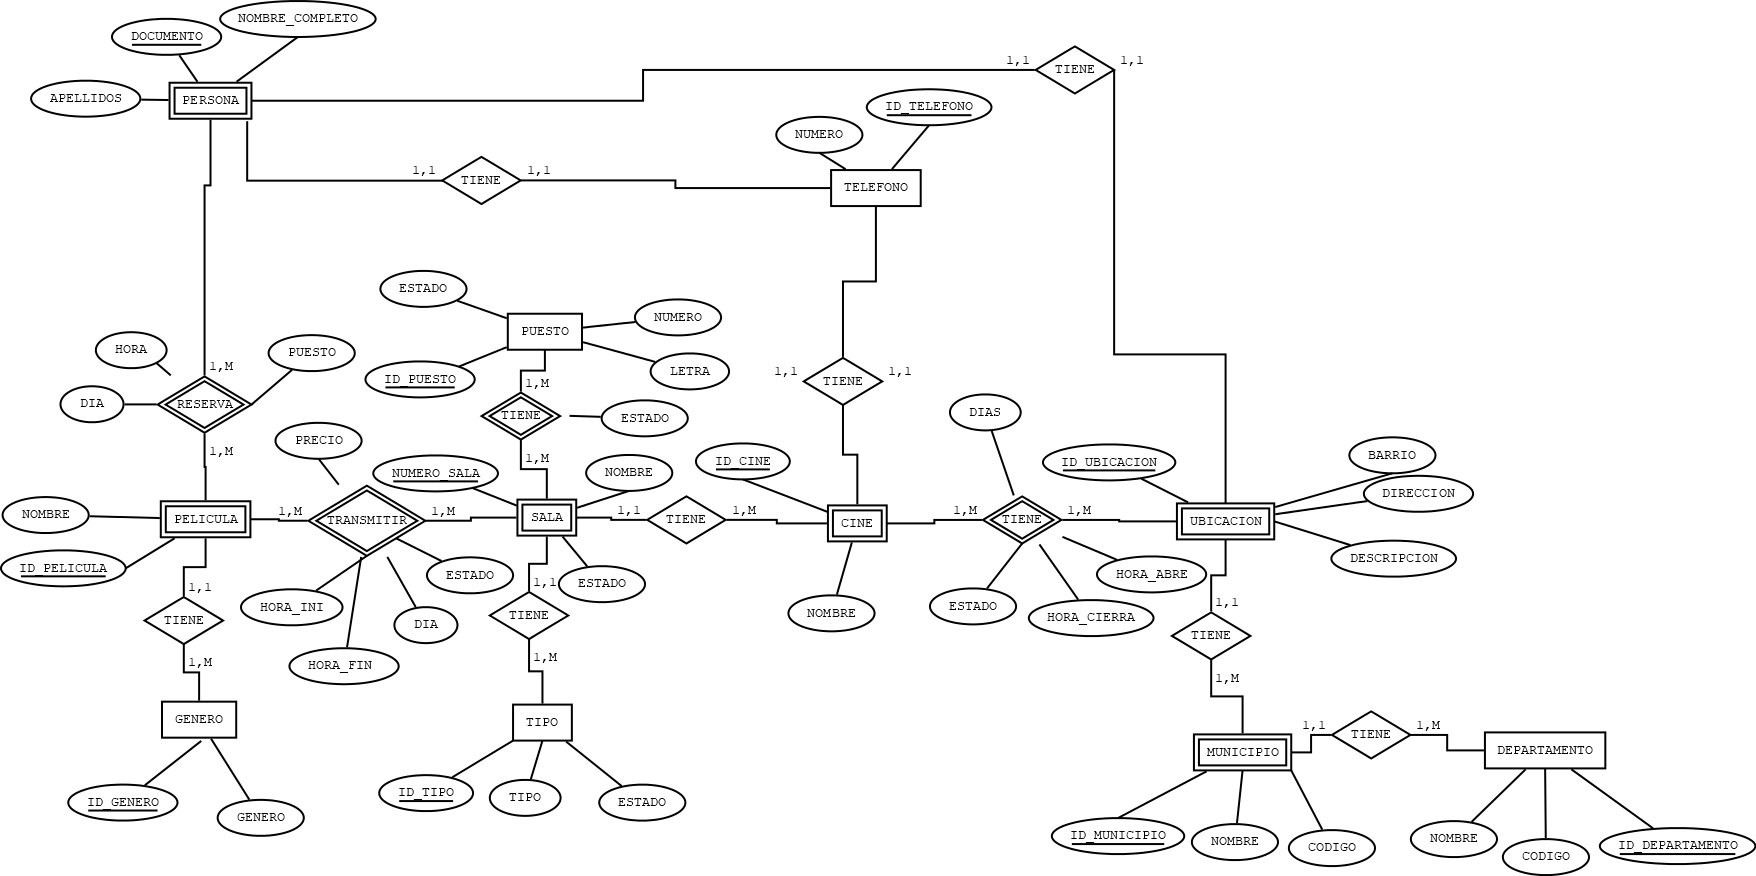 NOMBRE_COMPLETO
DOCUMENTO
APELLIDOS
PERSONA
1,1
TIENE
1,1
ID_TELEFONO
NUMERO
1,1
TIENE
1,1
TELEFONO
ESTADO
NUMERO
PUESTO
HORA
PUESTO
1,M
LETRA
ID_PUESTO
1,M
1,1
TIENE
1,1
DIA
RESERVA
TIENE
ESTADO
DIAS
1,M
PRECIO
1,M
NUMERO_SALA
NOMBRE
ID_CINE
ID_UBICACION
BARRIO
DIRECCION
NOMBRE
PELICULA
1,M
TRANSMITIR
1,M
SALA
1,1
TIENE
1,M
CINE
1,M
TIENE
1,M
UBICACION
DESCRIPCION
ID_PELICULA
ESTADO
ESTADO
HORA_ABRE
1,1
1,1
1,1
HORA_INI
DIA
TIENE
NOMBRE
ESTADO
HORA_CIERRA
TIENE
TIENE
1,M
HORA_FIN
1,M
1,M
GENERO
TIPO
1,1
TIENE
1,M
MUNICIPIO
DEPARTAMENTO
ID_GENERO
GENERO
ID_TIPO
TIPO
ESTADO
ID_MUNICIPIO
NOMBRE
CODIGO
NOMBRE
CODIGO
ID_DEPARTAMENTO